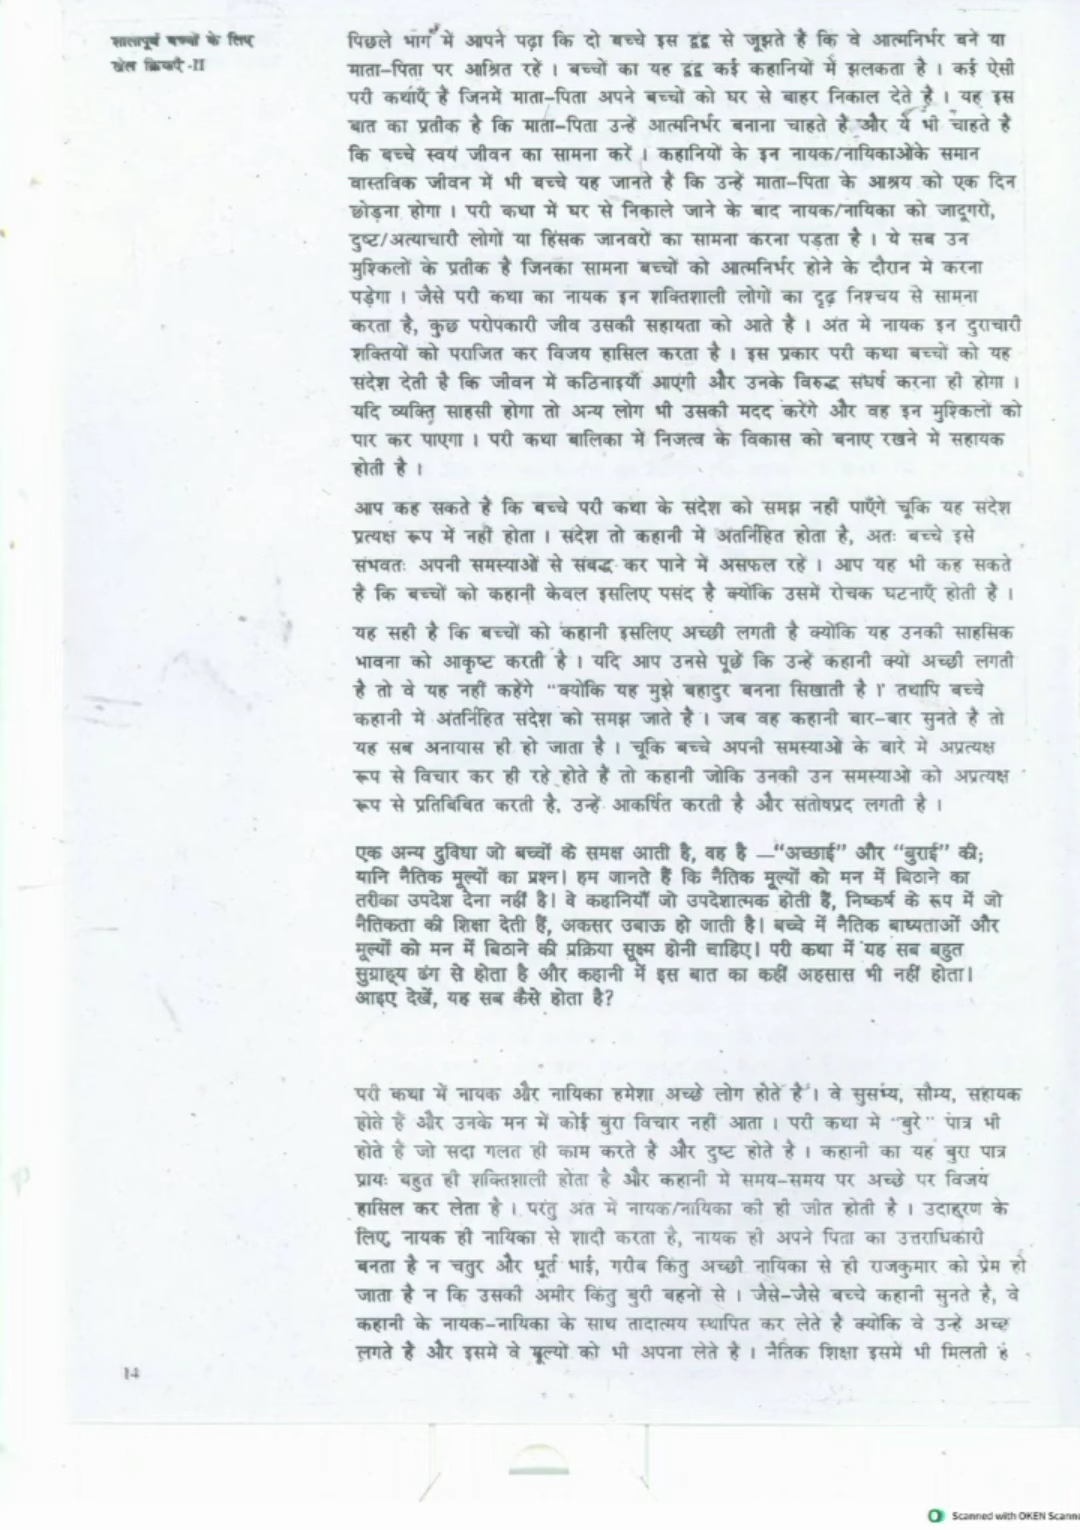 शालापूर्व बच्चों के लिए
खेल क्रियाएँ -II
पिछले भाग में आपने पढ़ा कि दो बच्चे इस द्वंद्व से जूझते हैं कि वे आत्मनिर्भर बने या
माता-पिता पर आश्रित रहें । बच्चों का यह द्वंद्व कई कहानियों में झलकता है । कई ऐसी
परी कथाएँ हैं जिनमें माता-पिता अपने बच्चों को घर से बाहर निकाल देते है । यह इस
बात का प्रतीक है कि माता-पिता उन्हें आत्मनिर्भर बनाना चाहते हैं और ये भी चाहते हैं
कि बच्चे स्वयं जीवन का सामना करें । कहानियों के इन नायक/नायिकाओंके समान
वास्तविक जीवन में भी बच्चे यह जानते हैं कि उन्हें माता-पिता के आश्रय को एक दिन
छोड़ना होगा । परी कथा में घर से निकाले जाने के बाद नायक/नायिका को जादूगरों,
दुष्ट/अत्याचारी लोगों या हिंसक जानवरों का सामना करना पड़ता है । ये सब उन
मुश्किलों के प्रतीक हैं जिनका सामना बच्चों को आत्मनिर्भर होने के दौरान में करना
पड़ेगा । जैसे परी कथा का नायक इन शक्तिशाली लोगों का दृढ़ निश्चय से सामना
करता है, कुछ परोपकारी जीव उसकी सहायता को आते हैं । अंत में नायक इन दुराचारी
शक्तियों को पराजित कर विजय हासिल करता है । इस प्रकार परी कथा बच्चों को यह
संदेश देती है कि जीवन में कठिनाइयाँ आएंगी और उनके विरुद्ध संघर्ष करना ही होगा ।
यदि व्यक्ति साहसी होगा तो अन्य लोग भी उसकी मदद करेंगे और वह इन मुश्किलों को
पार कर पाएगा । परी कथा बालिका में निजत्व के विकास को बनाए रखने में सहायक
होती है ।
आप कह सकते हैं कि बच्चे परी कथा के संदेश को समझ नहीं पाएँगे चूंकि यह संदेश
प्रत्यक्ष रूप में नहीं होता । संदेश तो कहानी में अंतर्निहित होता है, अतः बच्चे इसे
संभवतः अपनी समस्याओं से संबद्ध कर पाने में असफल रहें । आप यह भी कह सकते
हैं कि बच्चों को कहानी केवल इसलिए पसंद है क्योंकि उसमें रोचक घटनाएँ होती हैं ।
यह सही है कि बच्चों को कहानी इसलिए अच्छी लगती है क्योंकि यह उनकी साहसिक
भावना को आकृष्ट करती है । यदि आप उनसे पूछें कि उन्हें कहानी क्यों अच्छी लगती
है तो वे यह नहीं कहेंगे "क्योंकि यह मुझे बहादुर बनना सिखाती है ।" तथापि बच्चे
कहानी में अंतर्निहित संदेश को समझ जाते हैं । जब वह कहानी बार-बार सुनते हैं तो
यह सब अनायास ही हो जाता है । चूंकि बच्चे अपनी समस्याओं के बारे में अप्रत्यक्ष
रूप से विचार कर ही रहे होते हैं तो कहानी जोकि उनकी उन समस्याओं को अप्रत्यक्ष
रूप से प्रतिबिंबित करती है, उन्हें आकर्षित करती है और संतोषप्रद लगती है ।
एक अन्य दुविधा जो बच्चों के समक्ष आती है, वह है —"अच्छाई" और "बुराई" की;
यानि नैतिक मूल्यों का प्रश्न। हम जानते हैं कि नैतिक मूल्यों को मन में बिठाने का
तरीका उपदेश देना नहीं है। वे कहानियाँ जो उपदेशात्मक होती हैं, निष्कर्ष के रूप में जो
नैतिकता की शिक्षा देती हैं, अकसर उबाऊ हो जाती है। बच्चे में नैतिक बाध्यताओं और
मूल्यों को मन में बिठाने की प्रक्रिया सूक्ष्म होनी चाहिए। परी कथा में यह सब बहुत
सुग्राह्य ढंग से होता है और कहानी में इस बात का कहीं अहसास भी नहीं होता।
आइए देखें, यह सब कैसे होता है?
परी कथा में नायक और नायिका हमेशा अच्छे लोग होते हैं । वे सुसभ्य, सौम्य, सहायक
होते हैं और उनके मन में कोई बुरा विचार नहीं आता । परी कथा में "बुरे" पात्र भी
होते हैं जो सदा गलत ही काम करते हैं और दुष्ट होते हैं । कहानी का यह बुरा पात्र
प्रायः बहुत ही शक्तिशाली होता है और कहानी में समय-समय पर अच्छे पर विजय
हासिल कर लेता है । परंतु अंत में नायक/नायिका की ही जीत होती है । उदाहरण के
लिए, नायक ही नायिका से शादी करता है, नायक ही अपने पिता का उत्तराधिकारी
बनता है न चतुर और धूर्त भाई, गरीब किंतु अच्छी नायिका से ही राजकुमार को प्रेम हो
जाता है न कि उसकी अमीर किंतु बुरी बहनों से । जैसे-जैसे बच्चे कहानी सुनते हैं, वे
कहानी के नायक-नायिका के साथ तादात्मय स्थापित कर लेते हैं क्योंकि वे उन्हें अच्छे
लगते हैं और इसमें वे मूल्यों को भी अपना लेते हैं । नैतिक शिक्षा इसमें भी मिलती है
14
Scanned with OKEN Scanne